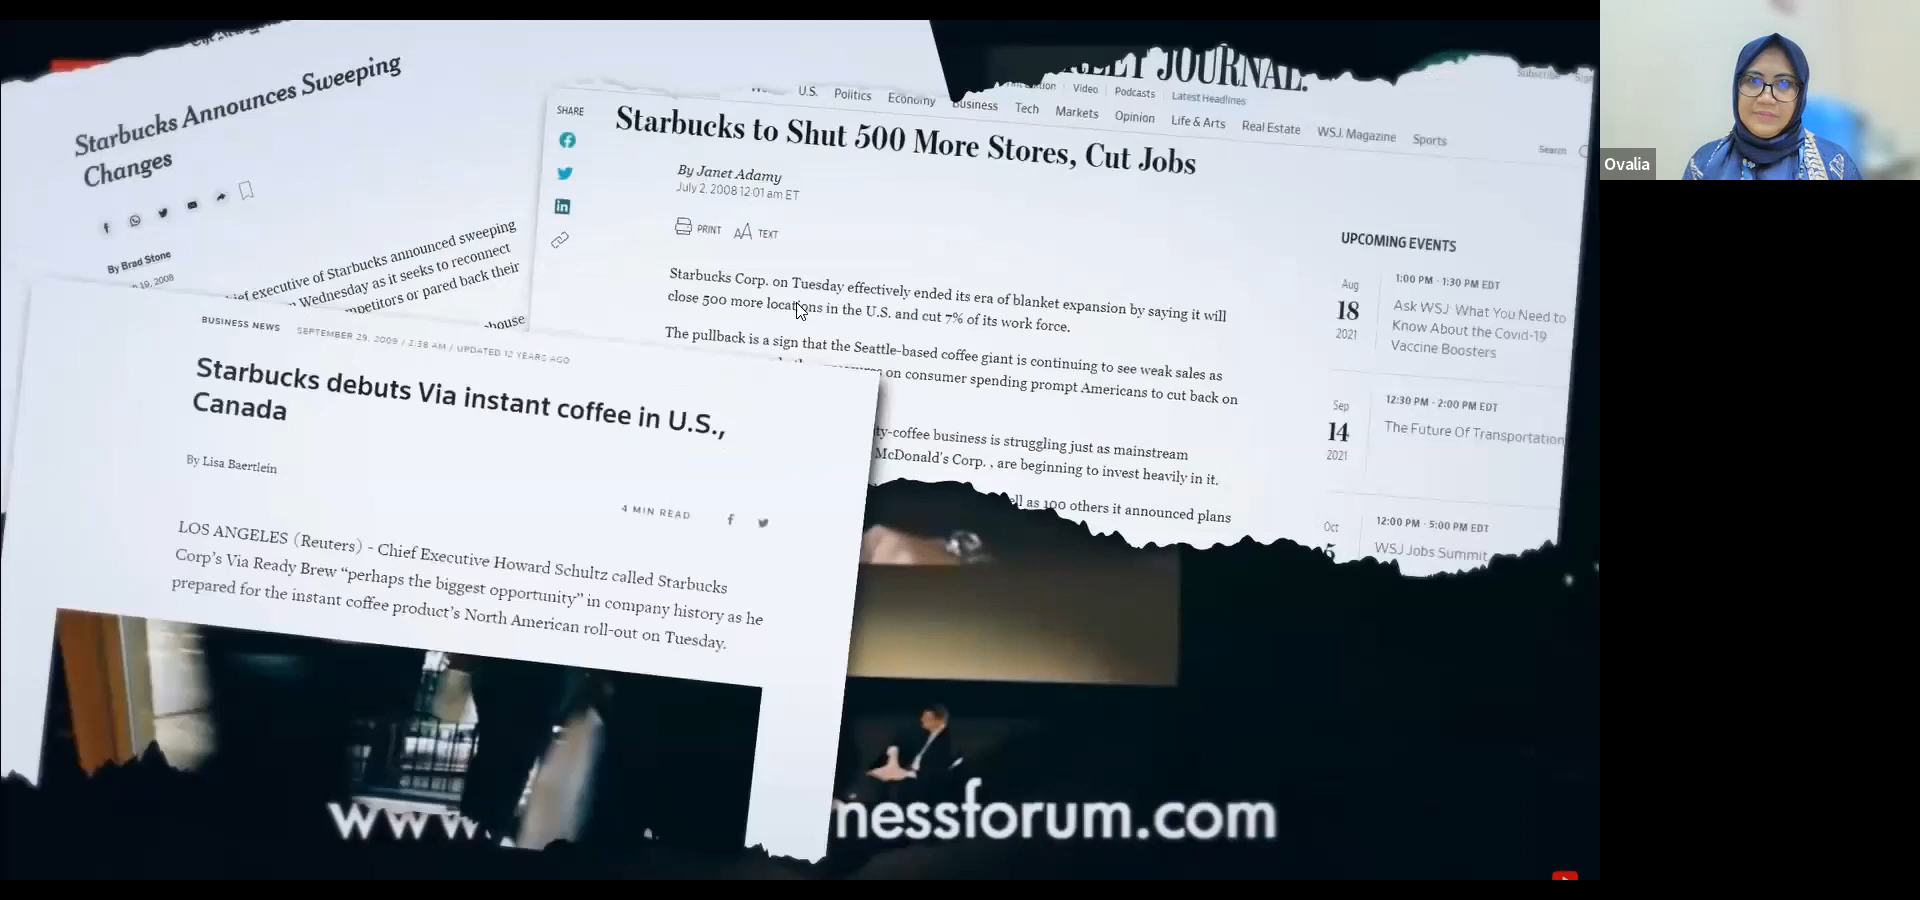 Starbucks Announces Sweeping
Changes
By Brad Stone
19, 2008
executive of Starbucks announced sweeping
Wednesday as it seeks to reconnect
or pared back their
JOURNAL.
Subscribe
U.S. Politics Economy Business Tech Markets Opinion Life & Arts Real Estate WSJ. Magazine Sports
Video Podcasts Latest Headlines
Search
SHARE
Starbucks to Shut 500 More Stores, Cut Jobs
By Janet Adamy
July 2, 2008 12:01 am ET
PRINT TEXT
Starbucks Corp. on Tuesday effectively ended its era of blanket expansion by saying it will
close 500 more locations in the U.S. and cut 7% of its work force.
The pullback is a sign that the Seattle-based coffee giant is continuing to see weak sales as
on consumer spending prompt Americans to cut back on
ty-coffee business is struggling just as mainstream
McDonald's Corp. , are beginning to invest heavily in it.
as 100 others it announced plans
UPCOMING EVENTS
Aug
18
2021
1:00 PM - 1:30 PM EDT
Ask WSJ: What You Need to
Know About the Covid-19
Vaccine Boosters
Sep
14
2021
12:30 PM - 2:00 PM EDT
The Future Of Transportation
Oct
5
12:00 PM - 5:00 PM EDT
WSJ Jobs Summit
BUSINESS NEWS SEPTEMBER 29, 2009 / 2:38 AM / UPDATED 12 YEARS AGO
Starbucks debuts Via instant coffee in U.S.,
Canada
By Lisa Baertlein
4 MIN READ
LOS ANGELES (Reuters) - Chief Executive Howard Schultz called Starbucks
Corp's Via Ready Brew “perhaps the biggest opportunity” in company history as he
prepared for the instant coffee product's North American roll-out on Tuesday.
www.
nessforum.com
Ovalia